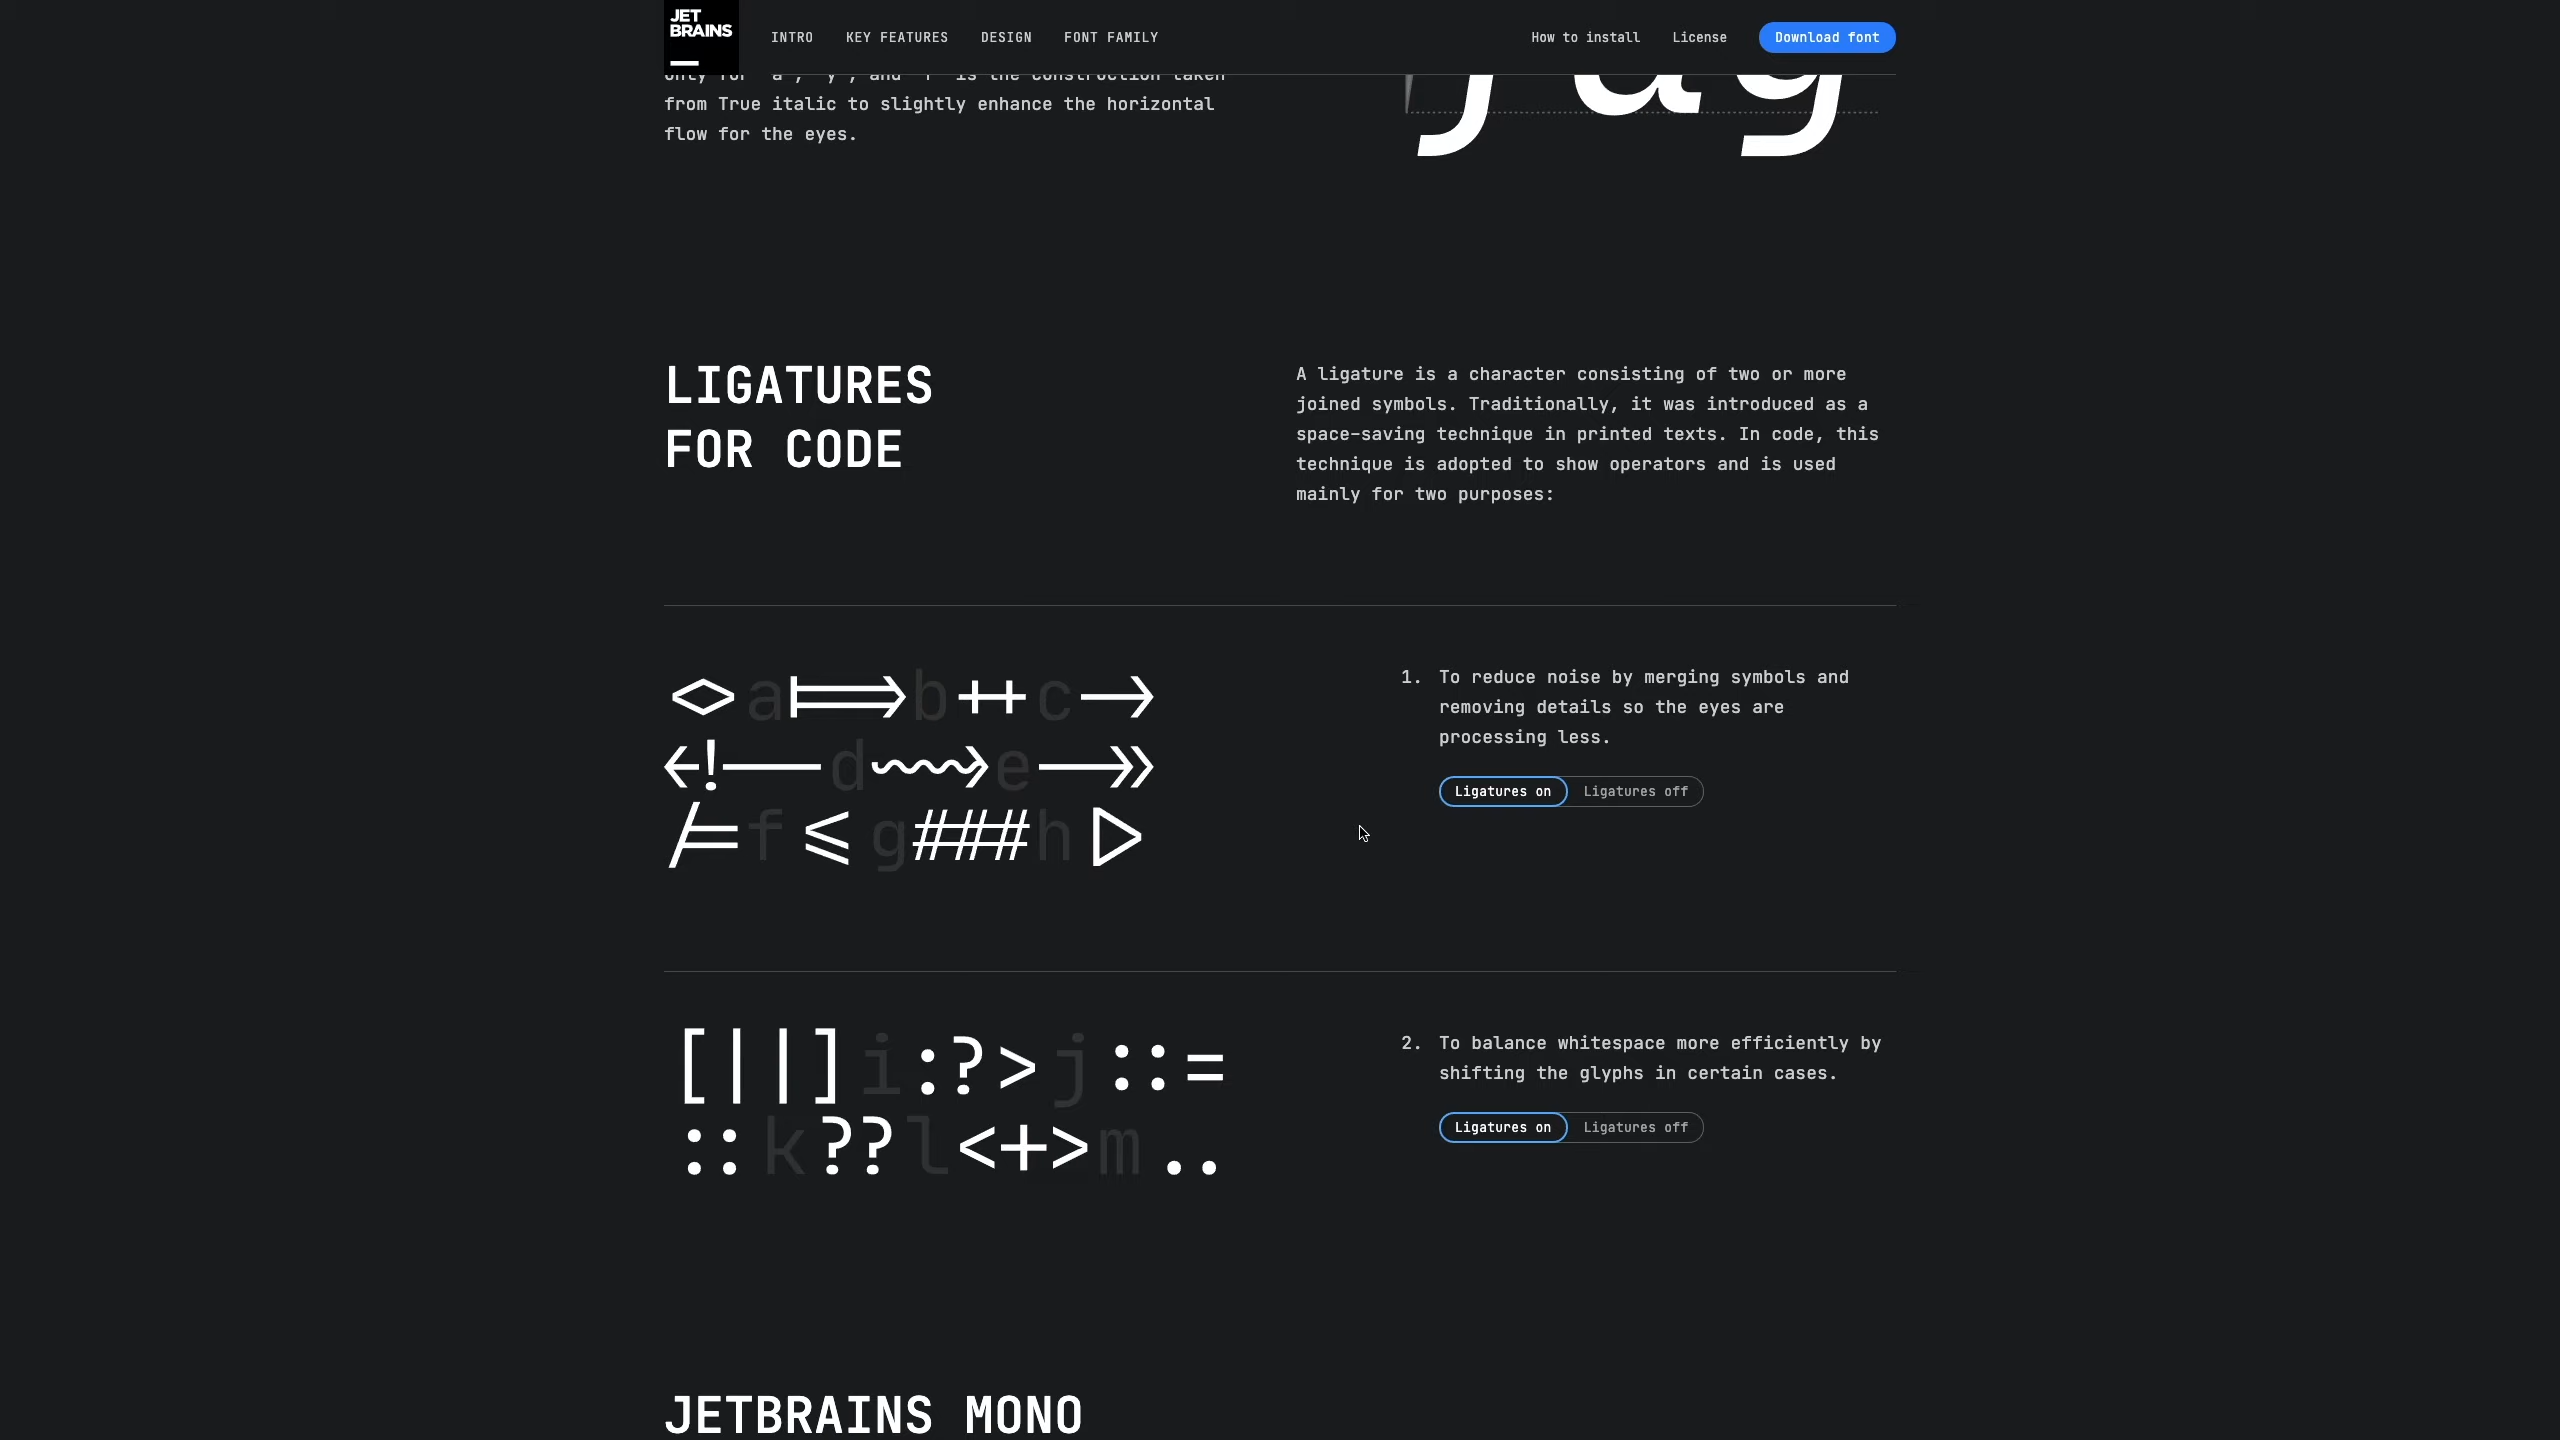 JET
BRAINS
INTRO KEY FEATURES DESIGN FONT FAMILY How to install License Download font
from True italic to slightly enhance the horizontal
flow for the eyes.
LIGATURES
FOR CODE
A ligature is a character consisting of two or more
joined symbols. Traditionally, it was introduced as a
space-saving technique in printed texts. In code, this
technique is adopted to show operators and is used
mainly for two purposes:
<>a|==>b++c->
<!---d~~>e-->>
/=f<=g###h|>
1. To reduce noise by merging symbols and
removing details so the eyes are
processing less.
Ligatures on Ligatures off
[||]i:?>j::=
::k??l<+>m..
2. To balance whitespace more efficiently by
shifting the glyphs in certain cases.
Ligatures on Ligatures off
JETBRAINS MONO